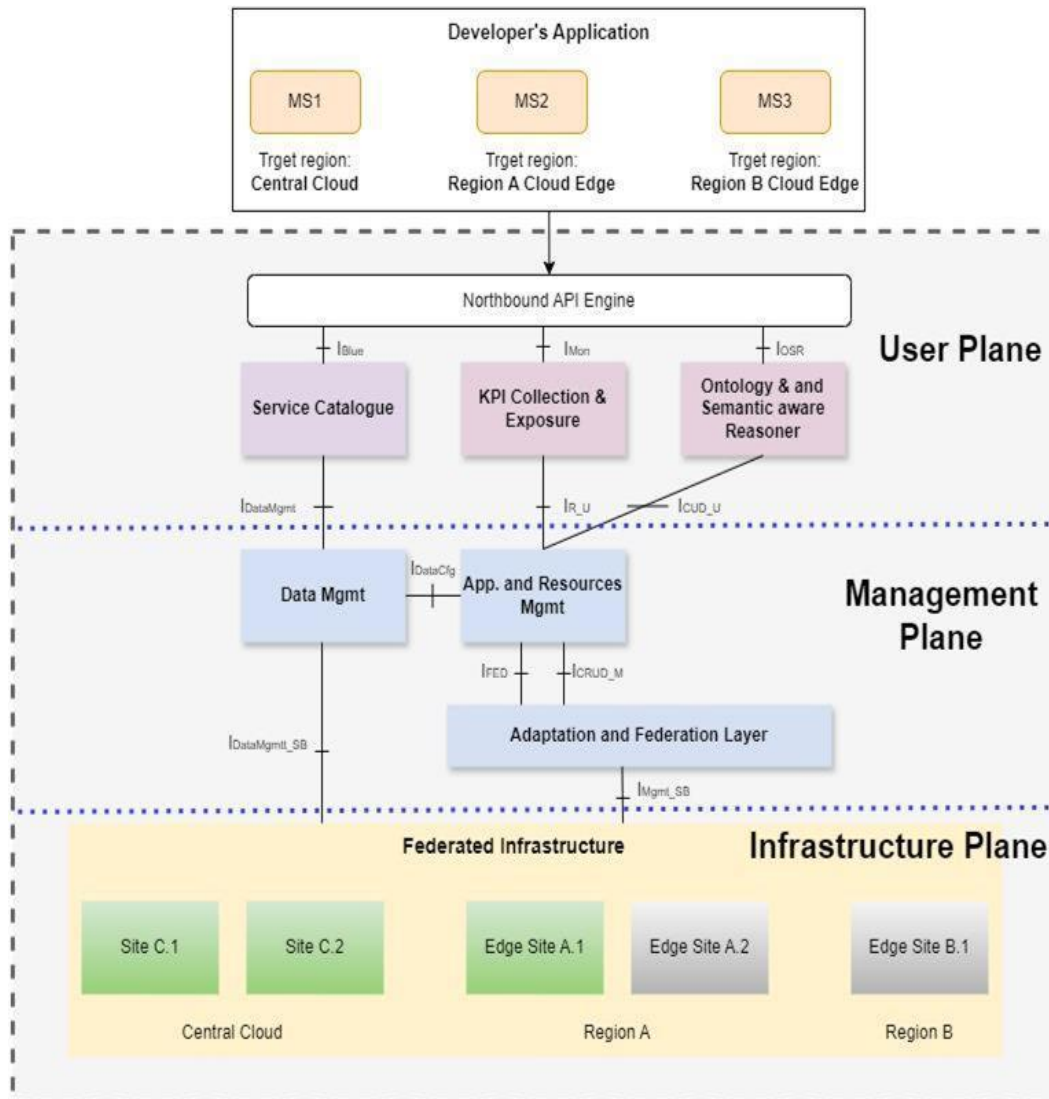 Developer's Application
MS1
MS2
MS3
Trget region:
Central Cloud
Trget region:
Region A Cloud Edge
Trget region:
Region B Cloud Edge
Northbound API Engine
IBlue
IMon
IOSR
User Plane
Service Catalogue
KPI Collection &
Exposure
Ontology & and
Semantic aware
Reasoner
IDataMgmt
IR_U
ICUD_U
Data Mgmt
IDataCfg
App. and Resources
Mgmt
Management
Plane
IFED
ICRUD_M
Adaptation and Federation Layer
IDataMgmtt_SB
IMgmt_SB
Federated Infrastructure
Infrastructure Plane
Site C.1
Site C.2
Edge Site A.1
Edge Site A.2
Edge Site B.1
Central Cloud
Region A
Region B